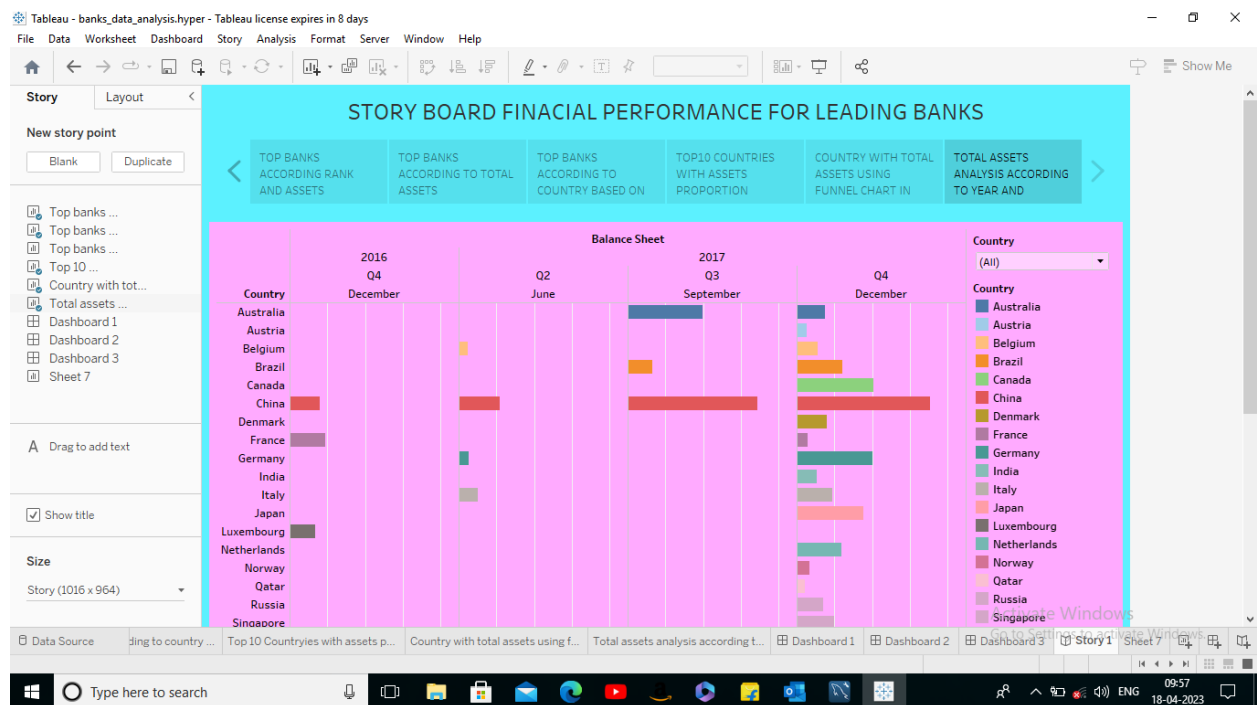 Tableau - banks_data_analysis.hyper - Tableau license expires in 8 days
File Data Worksheet Dashboard Story Analysis Format Server Window Help
Show Me
Story Layout
New story point
Blank Duplicate
Top banks ...
Top banks ...
Top banks ...
Top 10 ...
Country with tot...
Total assets ...
Dashboard 1
Dashboard 2
Dashboard 3
Sheet 7
A Drag to add text
Show title
Size
Story (1016 x 964)
STORY BOARD FINACIAL PERFORMANCE FOR LEADING BANKS
TOP BANKS
ACCORDING RANK
AND ASSETS
TOP BANKS
ACCORDING TO TOTAL
ASSETS
TOP BANKS
ACCORDING TO
COUNTRY BASED ON
TOP10 COUNTRIES
WITH ASSETS
PROPORTION
COUNTRY WITH TOTAL
ASSETS USING
FUNNEL CHART IN
TOTAL ASSETS
ANALYSIS ACCORDING
TO YEAR AND
Balance Sheet
2016 2017
Q4 Q2 Q3 Q4
Country December June September December
Australia
Austria
Belgium
Brazil
Canada
China
Denmark
France
Germany
India
Italy
Japan
Luxembourg
Netherlands
Norway
Qatar
Russia
Singapore
Country
(All)
Country
Australia
Austria
Belgium
Brazil
Canada
China
Denmark
France
Germany
India
Italy
Japan
Luxembourg
Netherlands
Norway
Qatar
Russia
Singapore
Activate Windows
Go to Settings to activate Windows.
Data Source ding to country ... Top 10 Countryies with assets p... Country with total assets using f... Total assets analysis according t... Dashboard 1 Dashboard 2 Dashboard 3 Story 1 Sheet 7
Type here to search
ENG
09:57
18-04-2023